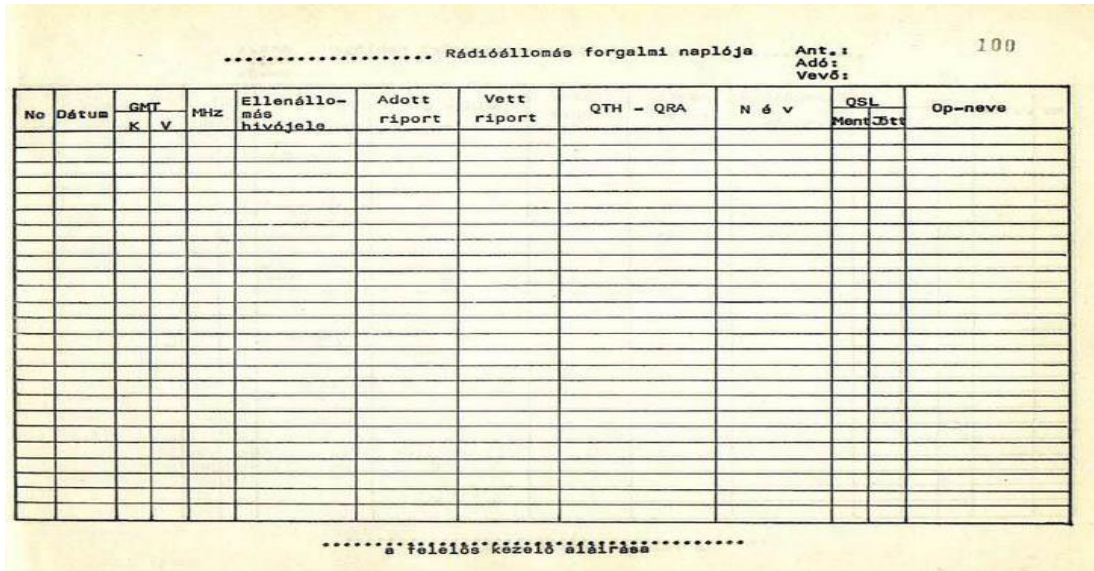 .................... Rádióállomás forgalmi naplója Ant.: 100
Adó:
Vevő:
No Dátum GMT MHz Ellenállo- Adott Vett QTH - QRA N é v QSL Op-neve
K V más riport riport Ment Jött
hívójele
a felelős kezelő aláírása